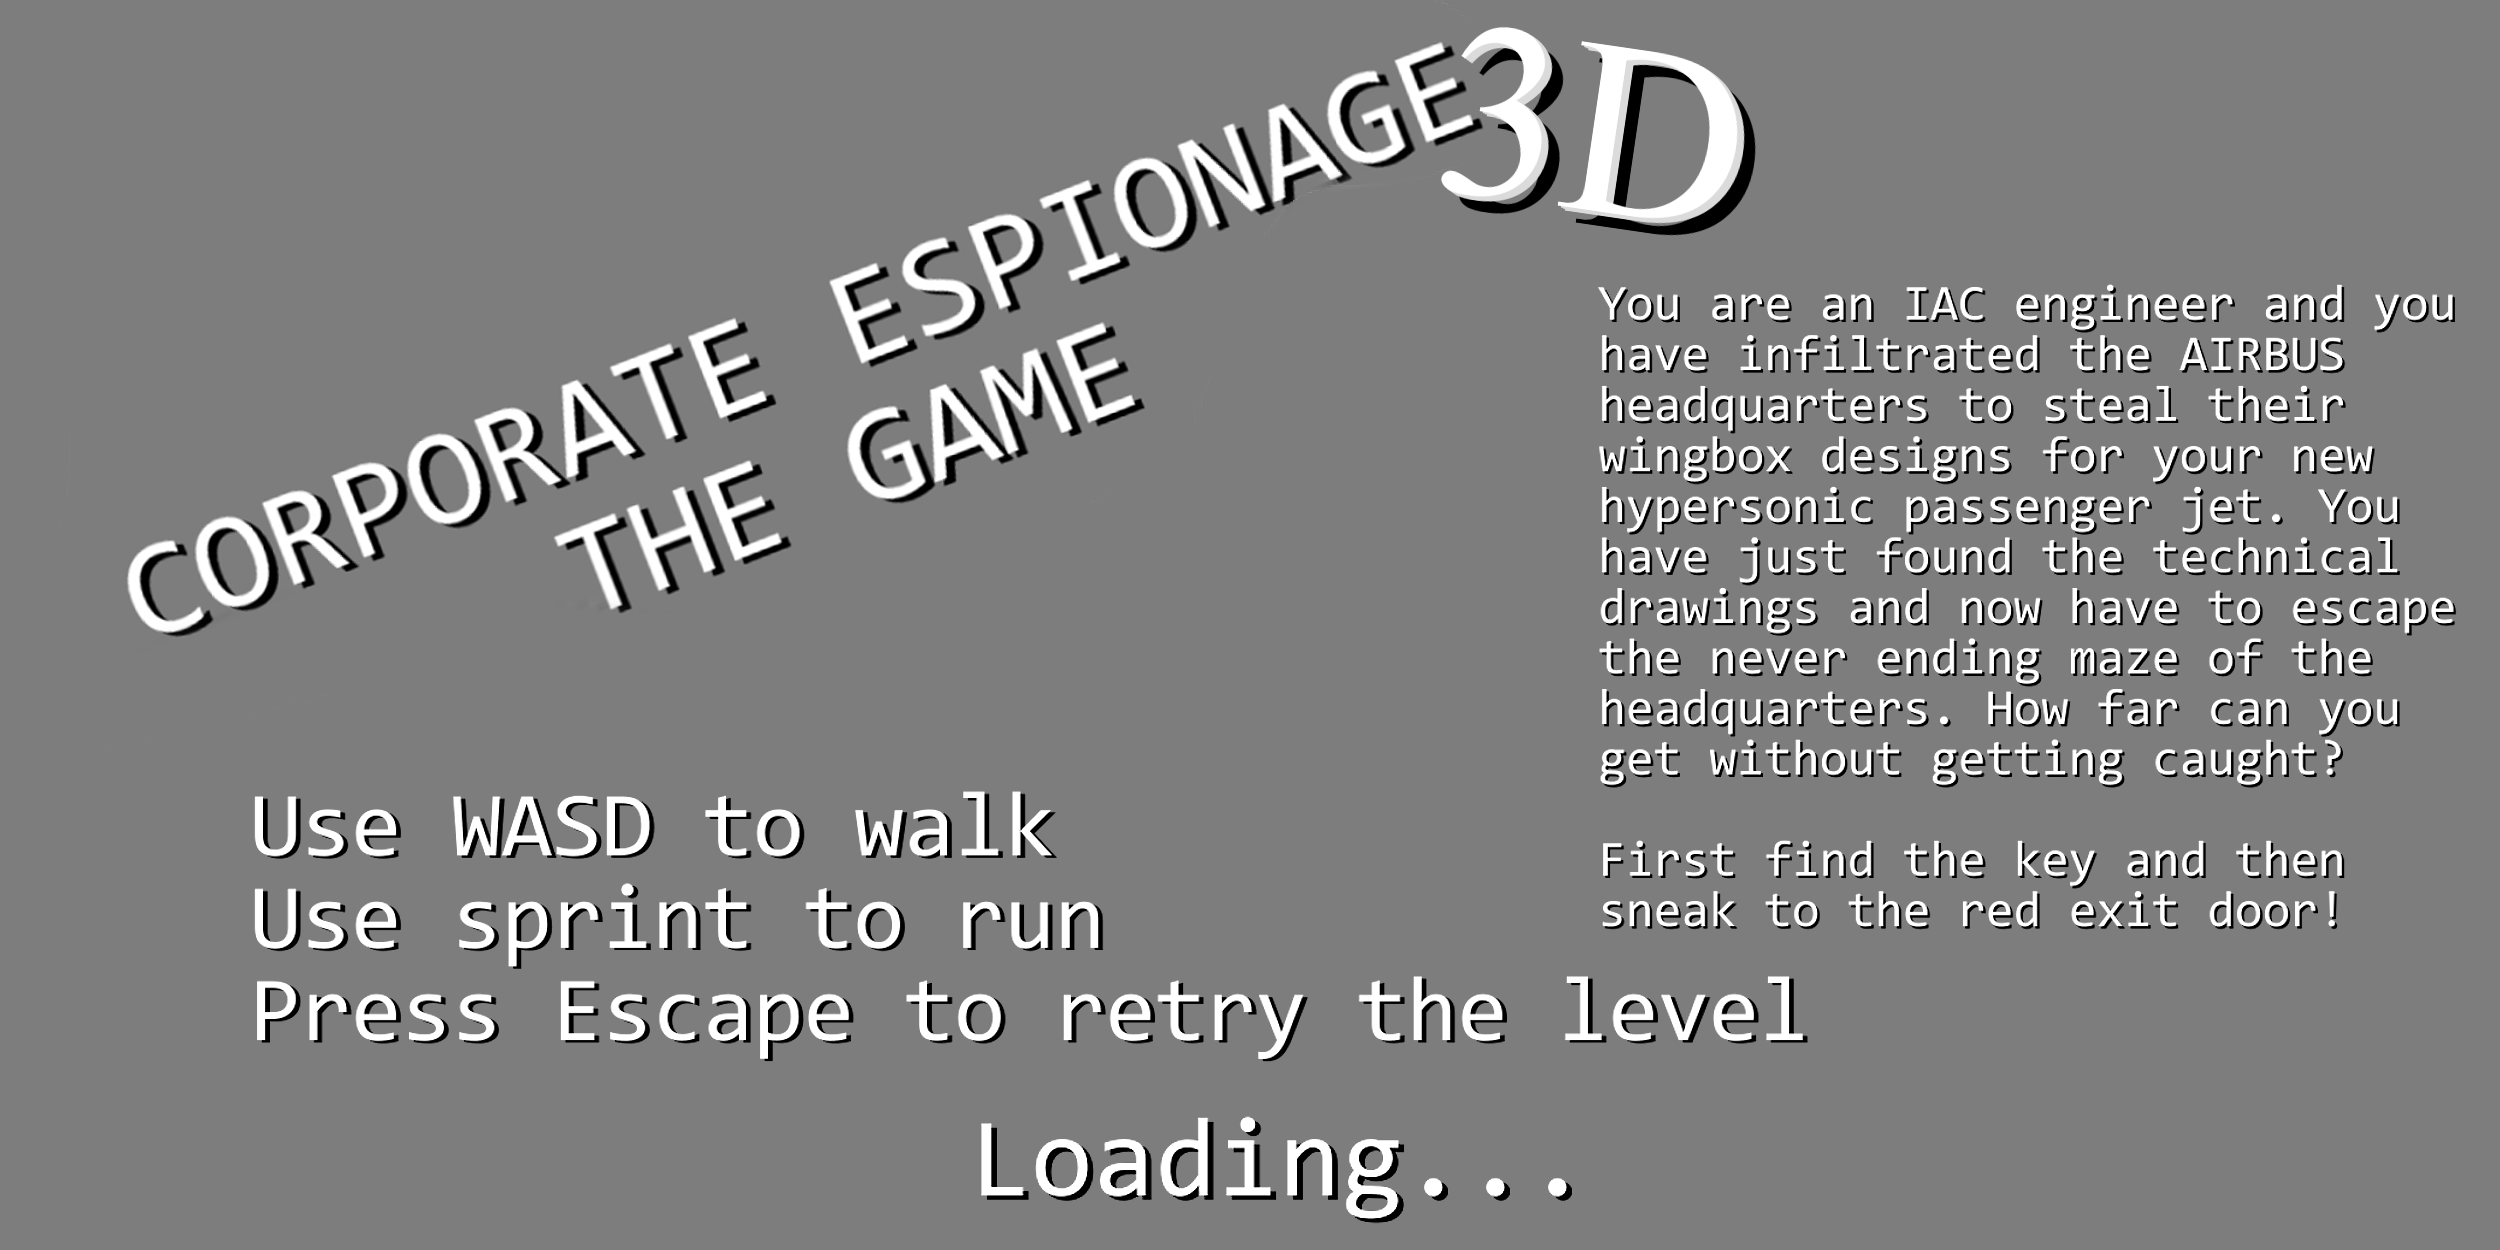 CORPORATE ESPIONAGE 3D
THE GAME
You are an IAC engineer and you
have infiltrated the AIRBUS
headquarters to steal their
wingbox designs for your new
hypersonic passenger jet. You
have just found the technical
drawings and now have to escape
the never ending maze of the
headquarters. How far can you
get without getting caught?
First find the key and then
sneak to the red exit door!
Use WASD to walk
Use sprint to run
Press Escape to retry the level
Loading...